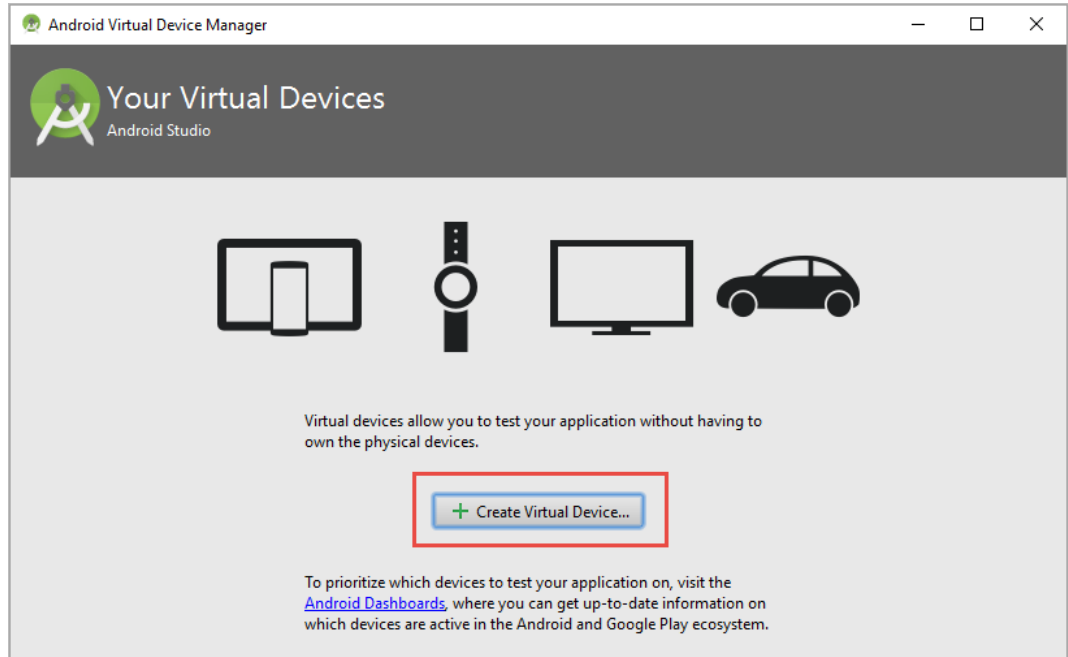 Android Virtual Device Manager
Your Virtual Devices
Android Studio
Virtual devices allow you to test your application without having to
own the physical devices.
Create Virtual Device...
To prioritize which devices to test your application on, visit the
Android Dashboards, where you can get up-to-date information on
which devices are active in the Android and Google Play ecosystem.